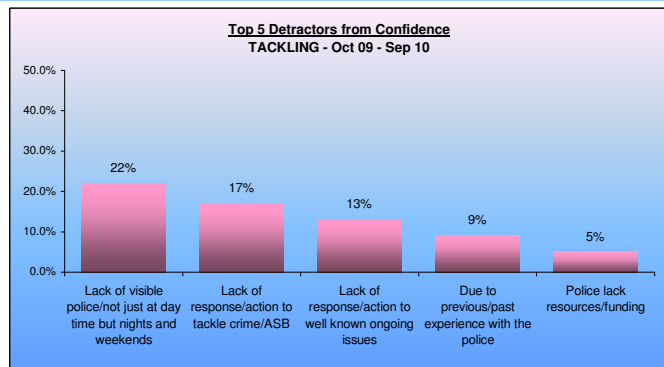 Top 5 Detractors from Confidence
TACKLING - Oct 09 - Sep 10
50.0%
40.0%
30.0%
20.0%
10.0%
0.0%
22%
17%
13%
9%
5%
Lack of visible
police/not just at day
time but nights and
weekends
Lack of
response/action to
tackle crime/ASB
Lack of
response/action to
well known ongoing
issues
Due to
previous/past
experience with the
police
Police lack
resources/funding